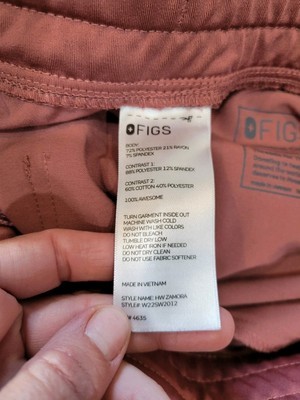 FIGS
BODY:
72% POLYESTER 21% RAYON
7% SPANDEX
CONTRAST 1:
88% POLYESTER 12% SPANDEX
CONTRAST 2:
60% COTTON 40% POLYESTER
100% AWESOME
TURN GARMENT INSIDE OUT
MACHINE WASH COLD
WASH WITH LIKE COLORS
DO NOT BLEACH
TUMBLE DRY LOW
LOW HEAT IRON IF NEEDED
DO NOT DRY CLEAN
DO NOT USE FABRIC SOFTENER
MADE IN VIETNAM
STYLE NAME: HW ZAMORA
STYLE# W22SW2012
#4635
FIGS